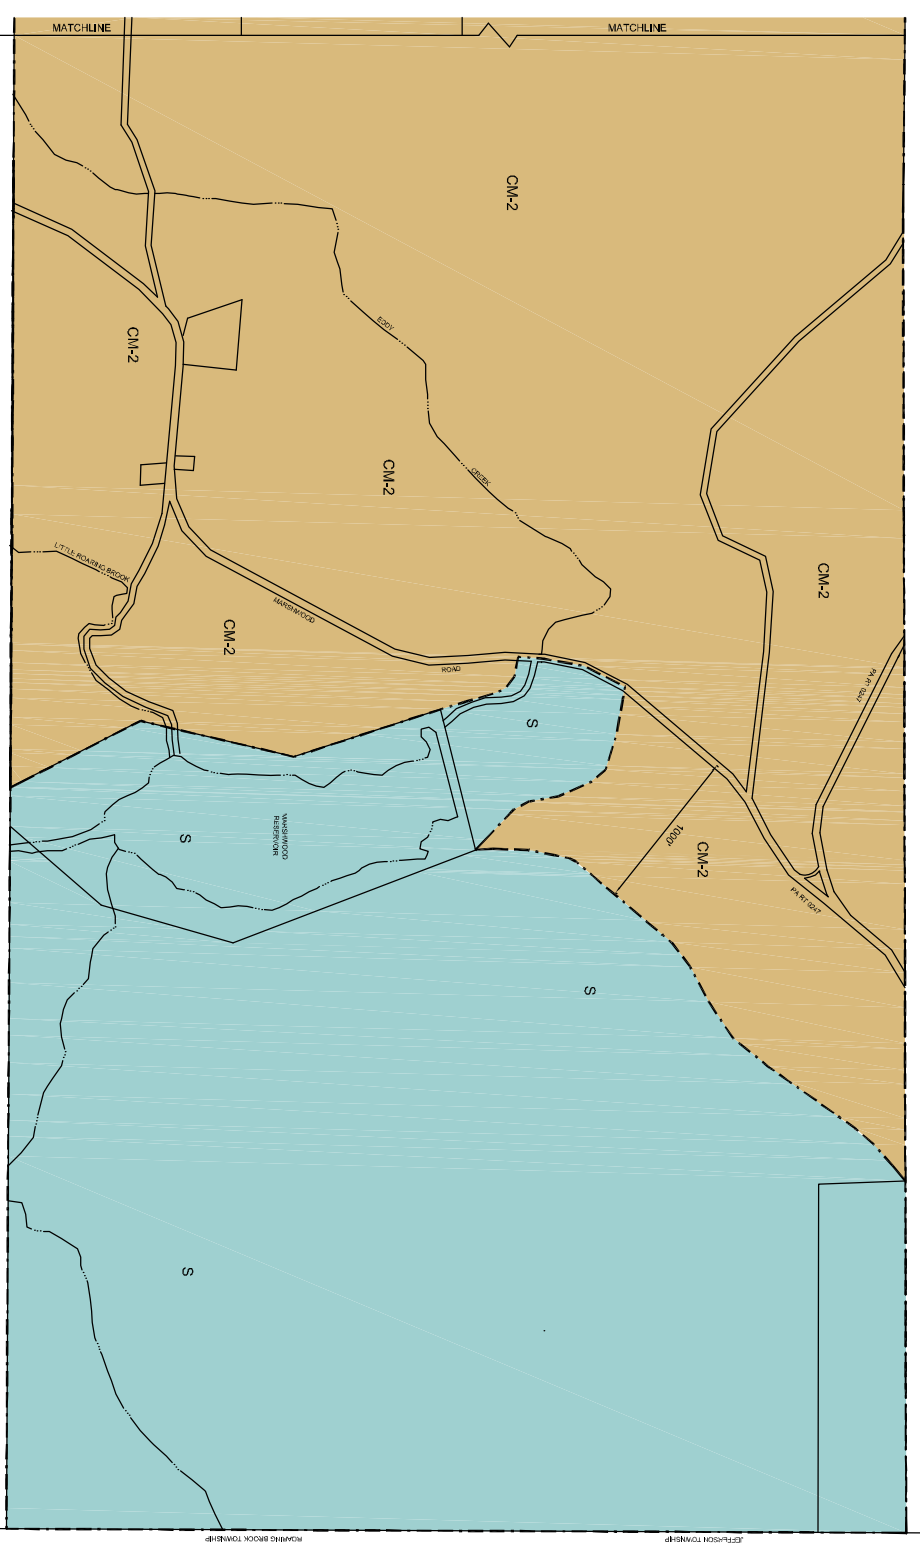 MATCHLINE
MATCHLINE
CM-2
EDDY
CM-2
CM-2
CREEK
LITTLE ROARING BROOK
CM-2
MARSHWOOD
CM-2
ROAD
PA RT 0247
S
MARSHWOOD
RESERVOIR
S
1000'
CM-2
PA RT 0247
S
S
ROARING BROOK TOWNSHIP
JEFFERSON TOWNSHIP